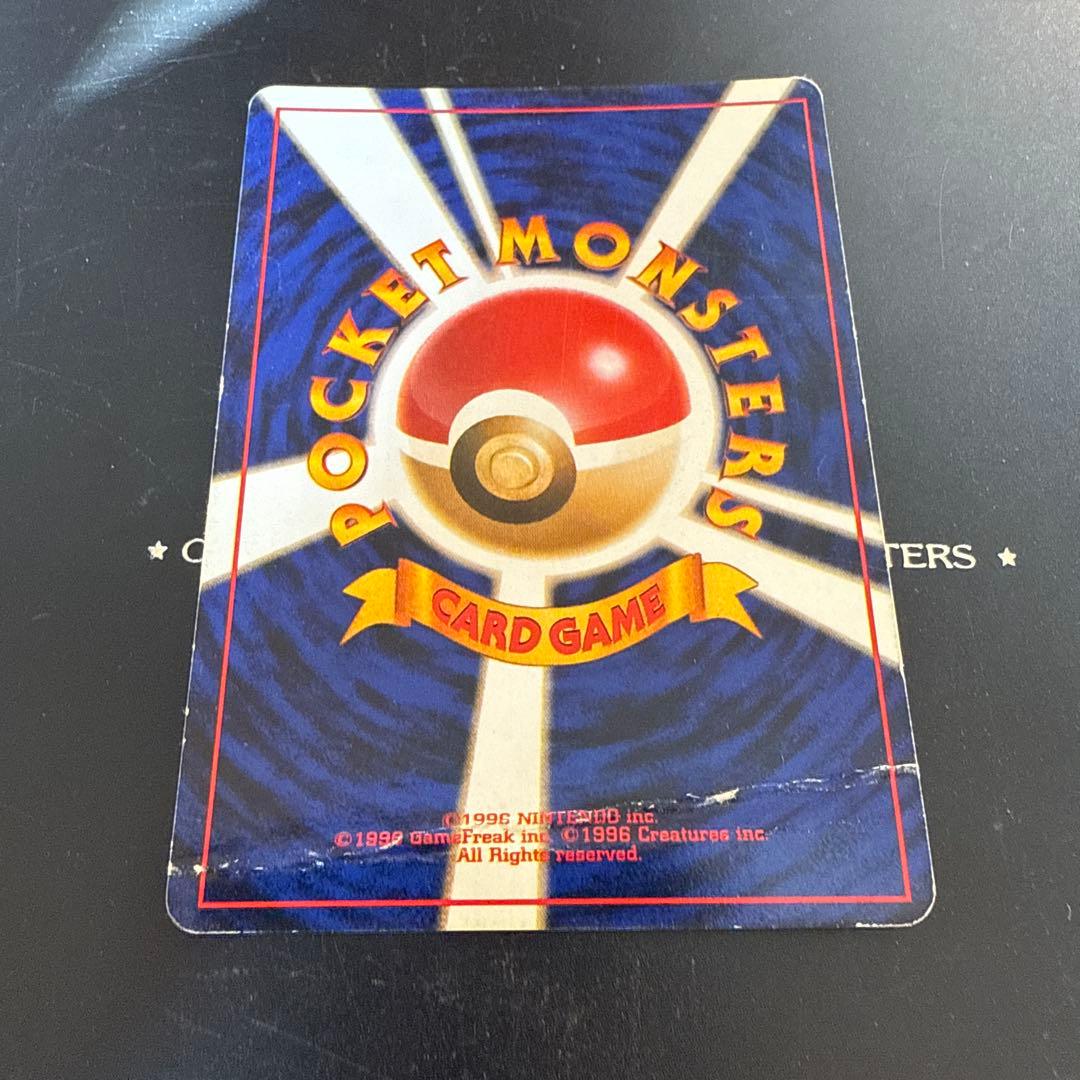 POCKET MONSTERS
CARD GAME
©1996 NINTENDO inc.
©1996 GameFreak inc. ©1996 Creatures inc.
All Rights reserved.
★ C
TERS ★